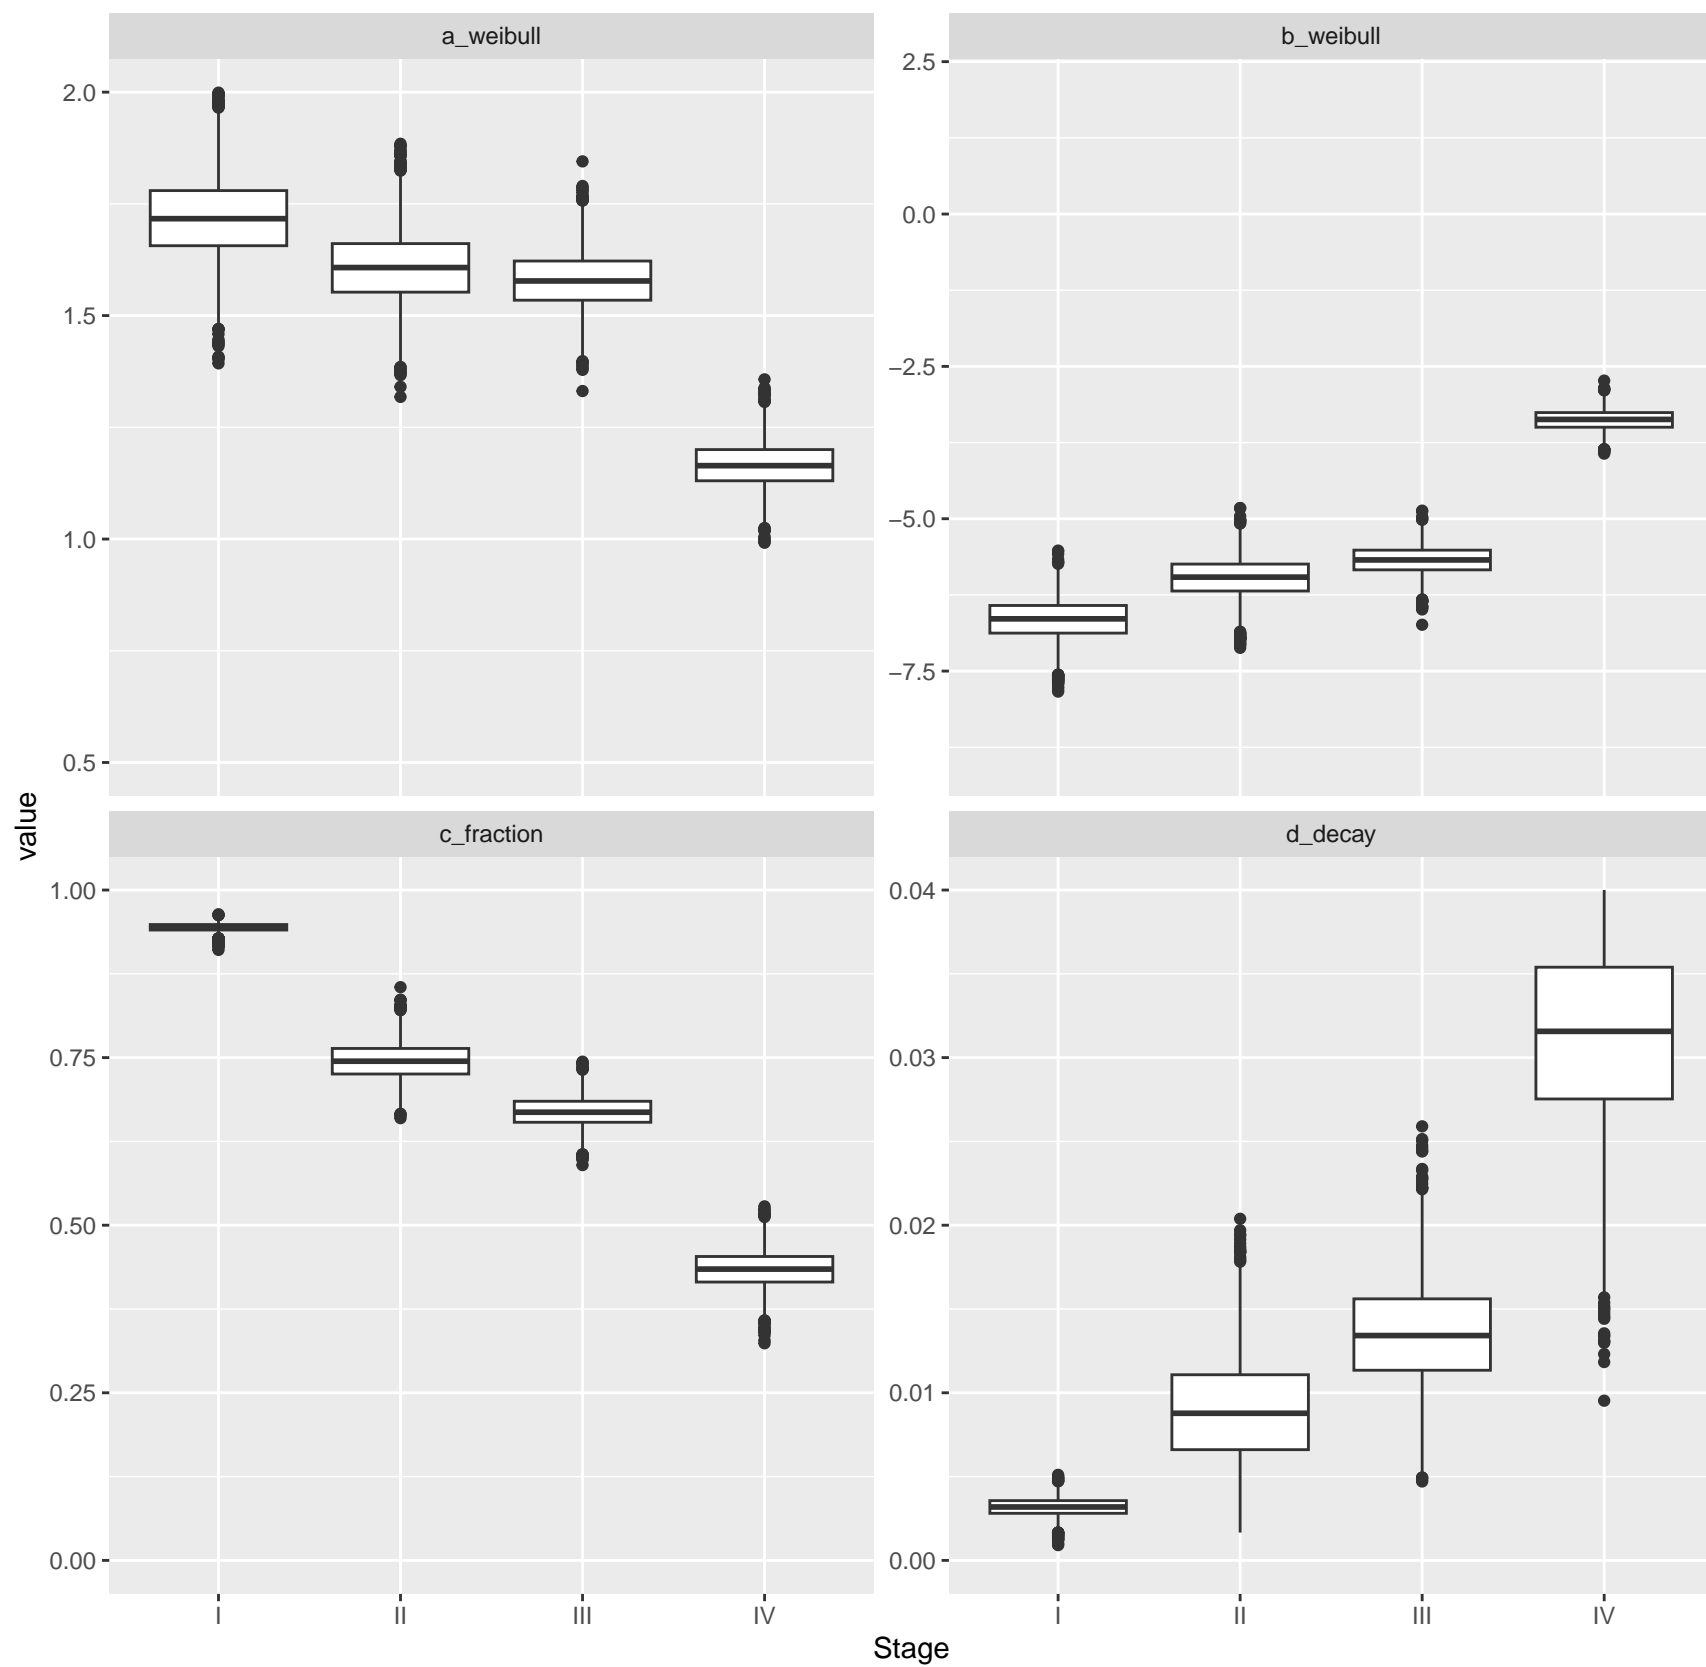 a_weibull
b_weibull
2.0
1.5
1.0
0.5
2.5
0.0
−2.5
−5.0
−7.5
value
c_fraction
d_decay
1.00
0.75
0.50
0.25
0.00
0.04
0.03
0.02
0.01
0.00
I II III IV
I II III IV
Stage